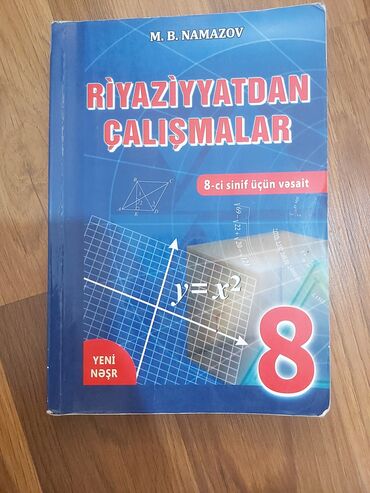 M. B. NAMAZOV
RİYAZİYYATDAN
ÇALIŞMALAR
8-ci sinif üçün vəsait
y=x²
8
YENİ
NƏŞR